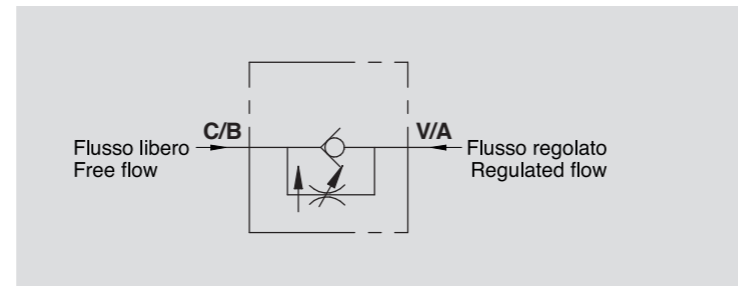 C/B
V/A
Flusso libero
Free flow
Flusso regolato
Regulated flow